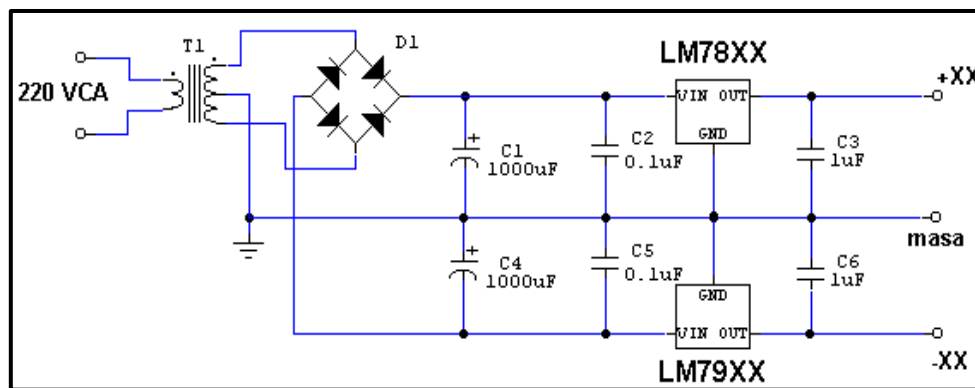 T1
D1
220 VCA
LM78XX
VIN OUT
GND
+XX
+
C1
1000uF
C2
0.1uF
C3
1uF
masa
+
C4
1000uF
C5
0.1uF
C6
1uF
GND
VIN OUT
LM79XX
-XX